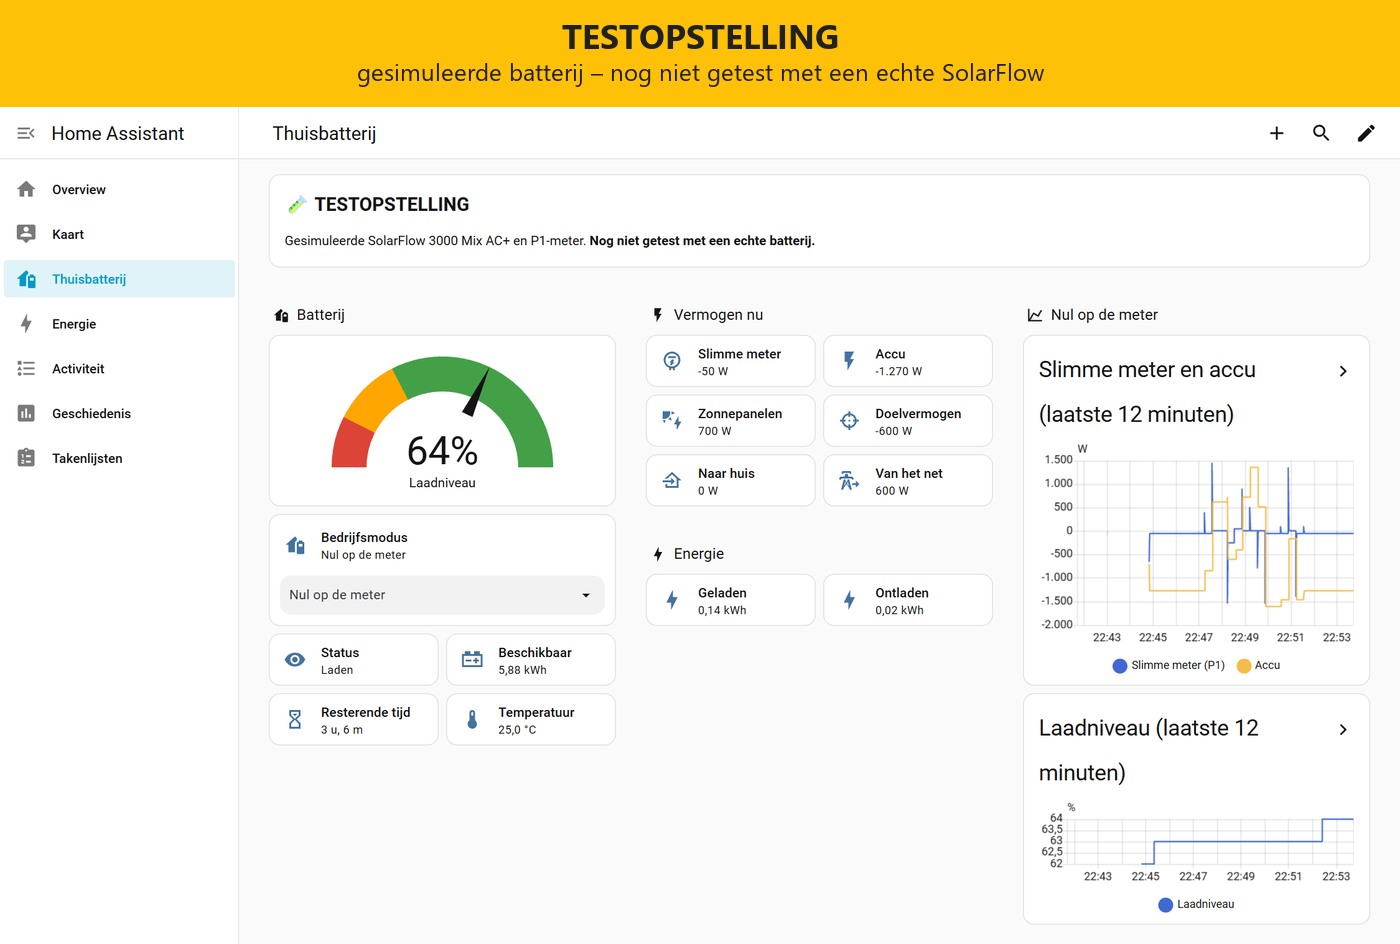 TESTOPSTELLING
gesimuleerde batterij – nog niet getest met een echte SolarFlow
Home Assistant
Thuisbatterij
Overview
Kaart
Thuisbatterij
Energie
Activiteit
Geschiedenis
Takenlijsten
TESTOPSTELLING
Gesimuleerde SolarFlow 3000 Mix AC+ en P1-meter. Nog niet getest met een echte batterij.
Batterij
64%
Laadniveau
Bedrijfsmodus
Nul op de meter
Nul op de meter
Status
Laden
Beschikbaar
5,88 kWh
Resterende tijd
3 u, 6 m
Temperatuur
25,0 °C
Vermogen nu
Slimme meter
-50 W
Accu
-1.270 W
Zonnepanelen
700 W
Doelvermogen
-600 W
Naar huis
0 W
Van het net
600 W
Energie
Geladen
0,14 kWh
Ontladen
0,02 kWh
Nul op de meter
Slimme meter en accu
(laatste 12 minuten)
W
1.500
1.000
500
0
-500
-1.000
-1.500
-2.000
22:43 22:45 22:47 22:49 22:51 22:53
Slimme meter (P1) Accu
Laadniveau (laatste 12
minuten)
%
64
63,5
63
62,5
62
22:43 22:45 22:47 22:49 22:51 22:53
Laadniveau